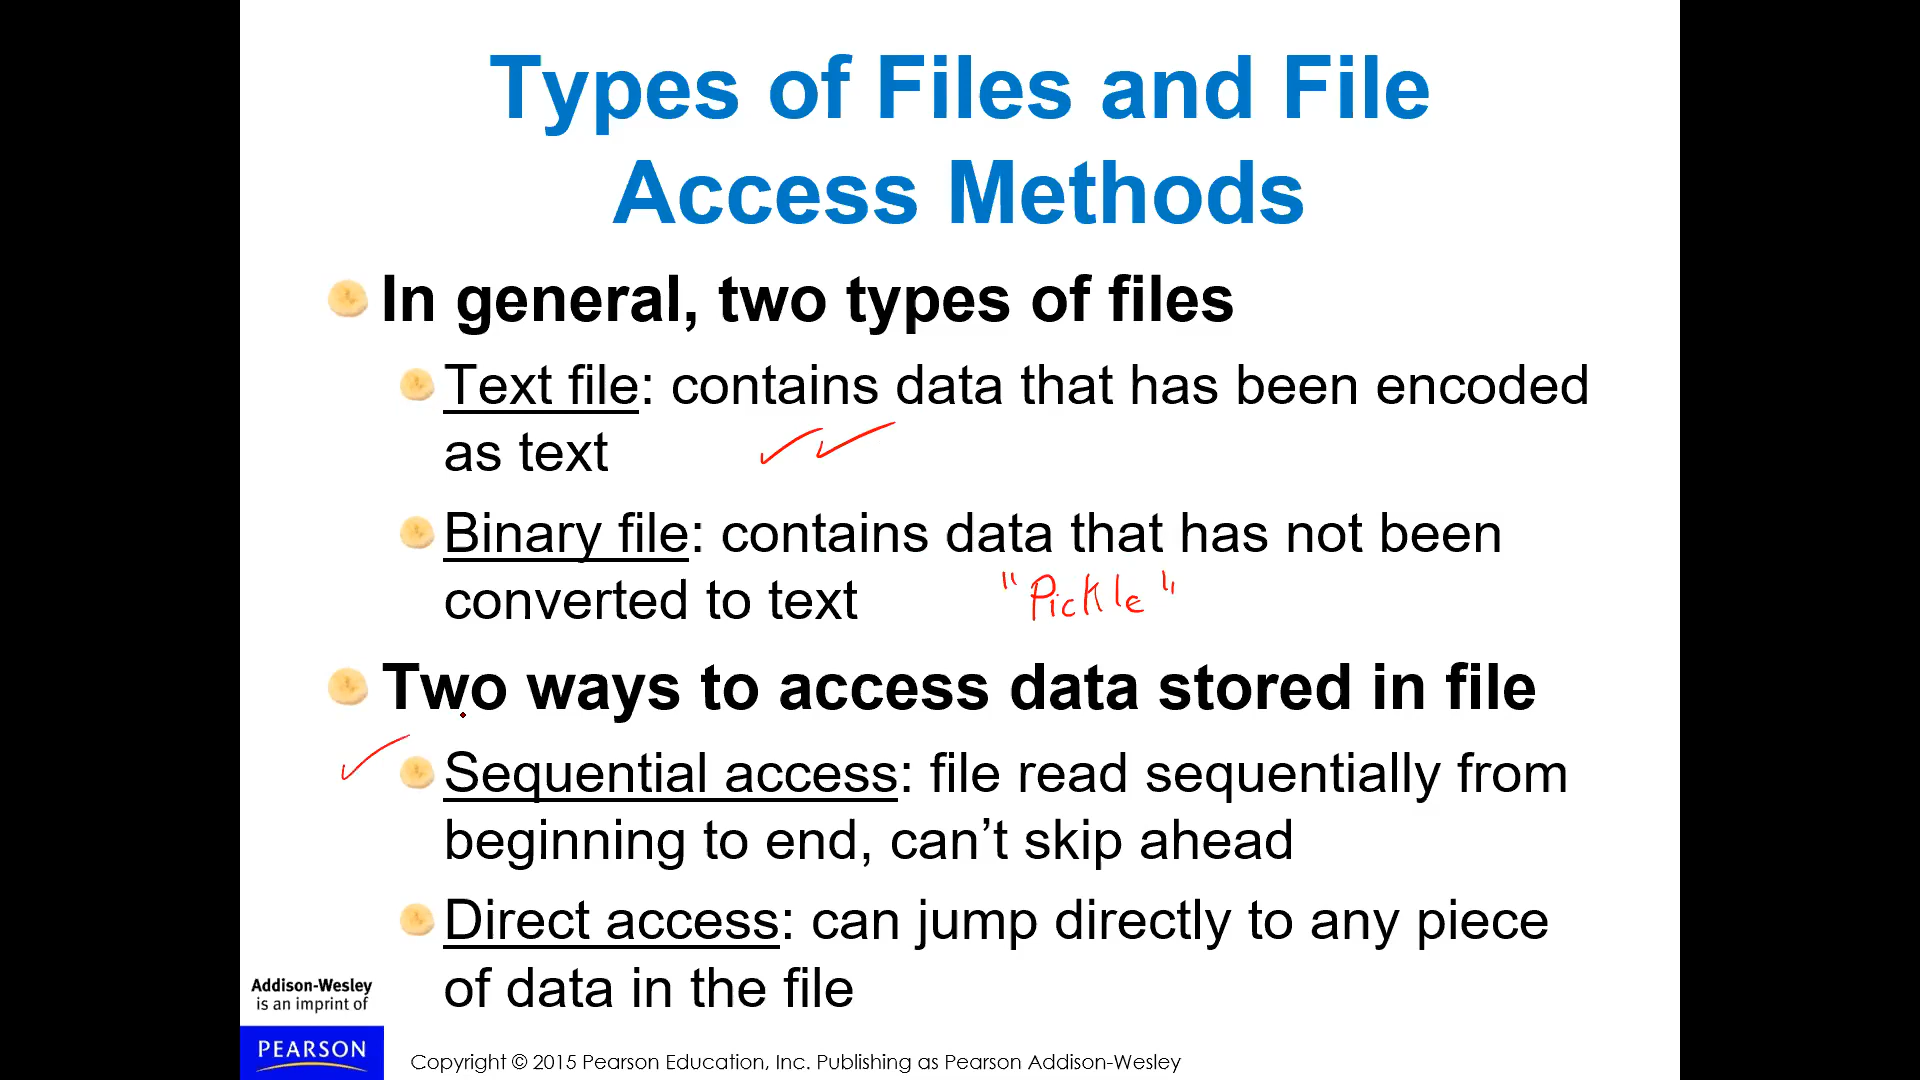 Types of Files and File
Access Methods
In general, two types of files
Text file: contains data that has been encoded
as text
Binary file: contains data that has not been
converted to text
"Pickle"
Two ways to access data stored in file
Sequential access: file read sequentially from
beginning to end, can’t skip ahead
Direct access: can jump directly to any piece
of data in the file
Addison-Wesley
is an imprint of
PEARSON
Copyright © 2015 Pearson Education, Inc. Publishing as Pearson Addison-Wesley